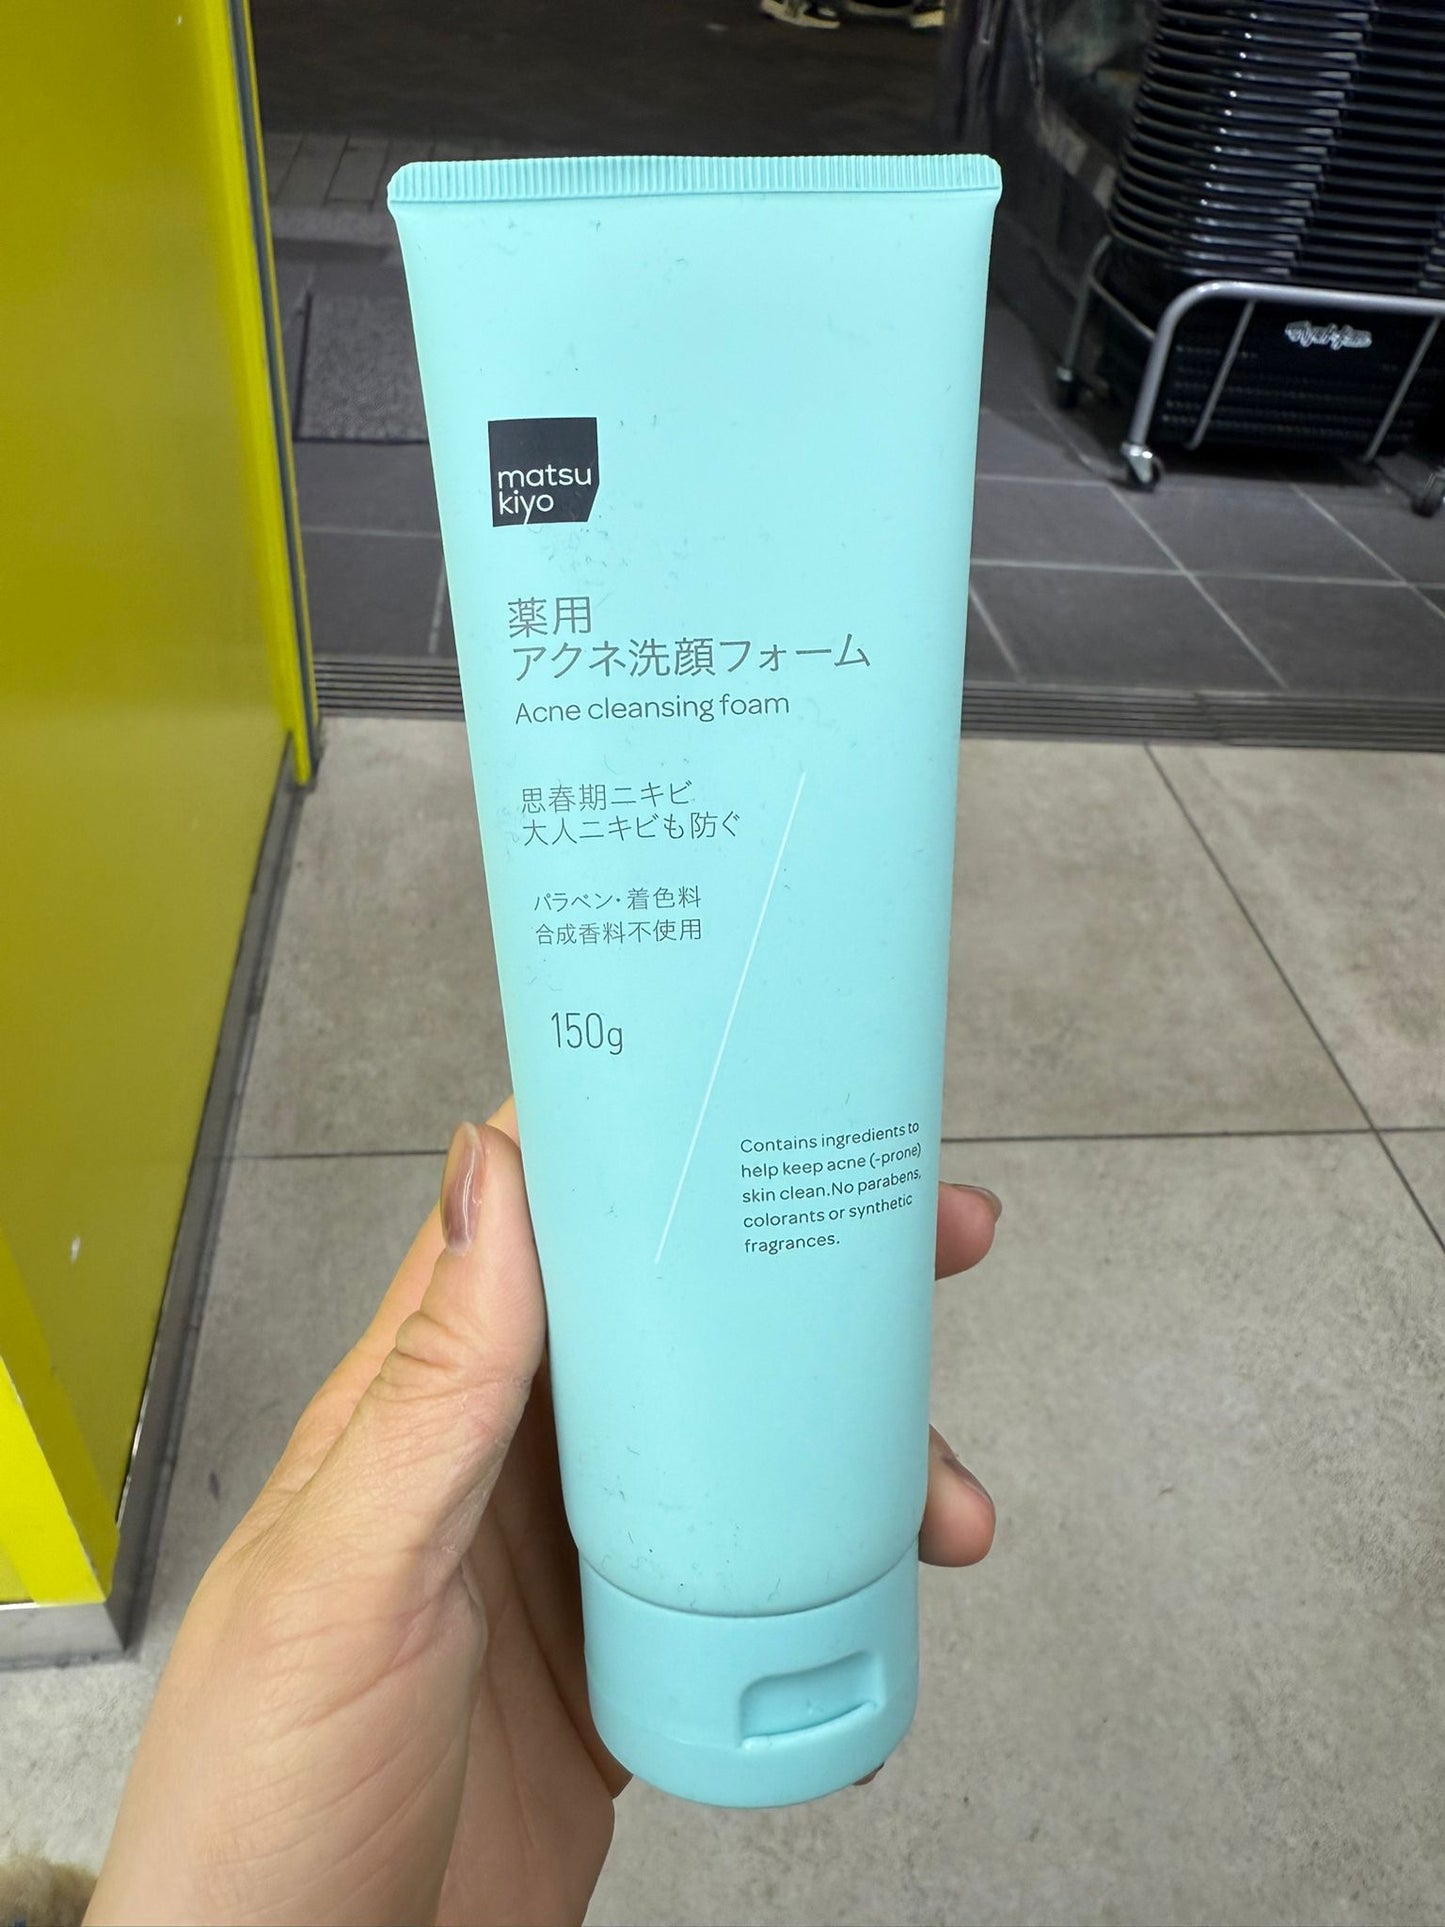 matsu
kiyo
薬用
アクネ洗顔フォーム
Acne cleansing foam
思春期ニキビ
大人ニキビも防ぐ
パラベン・着色料
合成香料不使用
150g
Contains ingredients to
help keep acne (-prone)
skin clean.No parabens,
colorants or synthetic
fragrances.